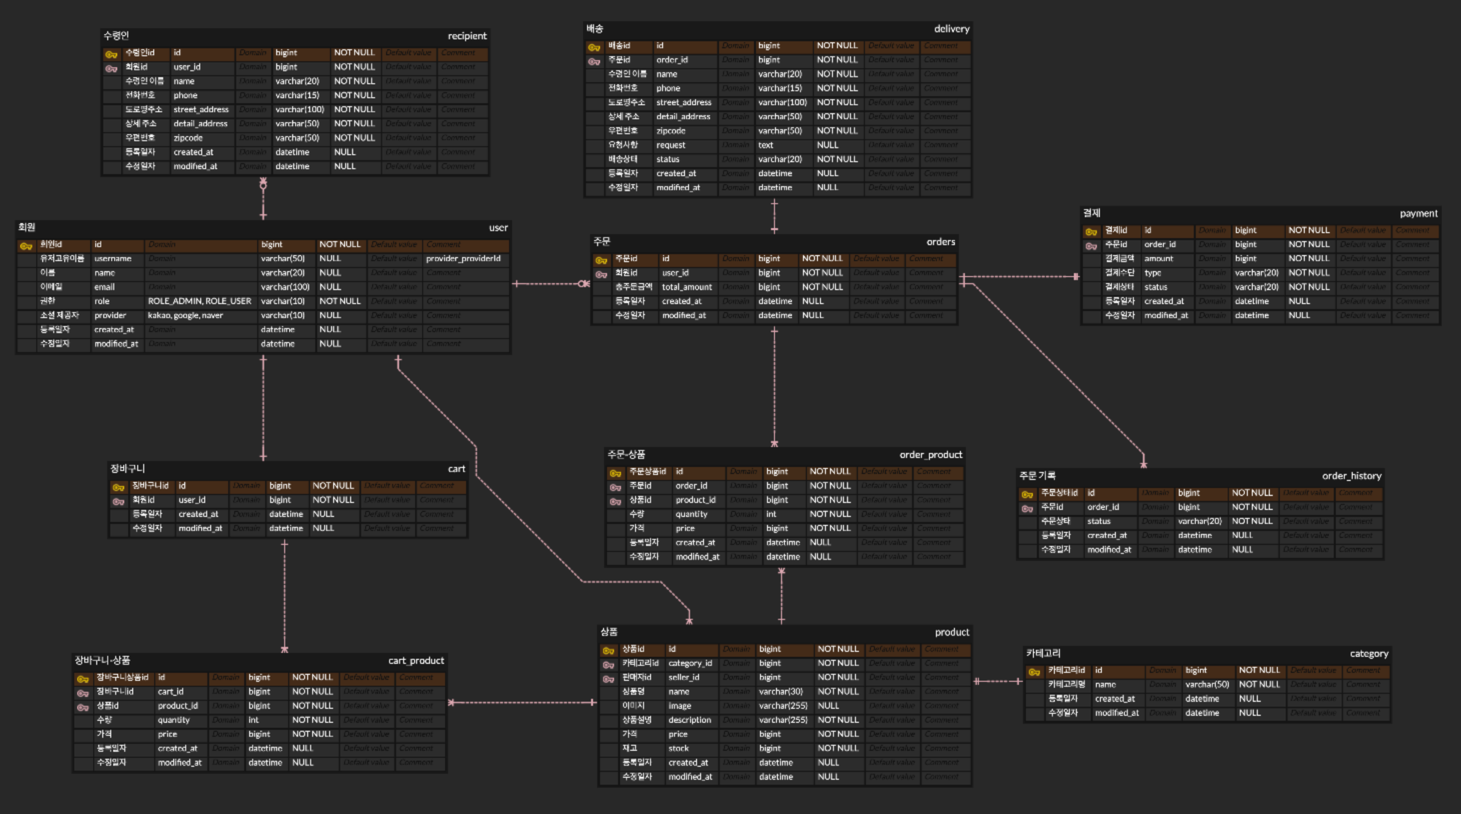 수령인 recipient
수령인id id Domain bigint NOT NULL Default value Comment
회원id user_id Domain bigint NOT NULL Default value Comment
수령인 이름 name Domain varchar(20) NOT NULL Default value Comment
전화번호 phone Domain varchar(15) NOT NULL Default value Comment
도로명주소 street_address Domain varchar(100) NOT NULL Default value Comment
상세 주소 detail_address Domain varchar(50) NOT NULL Default value Comment
우편번호 zipcode Domain varchar(50) NOT NULL Default value Comment
등록일자 created_at Domain datetime NULL Default value Comment
수정일자 modified_at Domain datetime NULL Default value Comment
배송 delivery
배송id id Domain bigint NOT NULL Default value Comment
주문id order_id Domain bigint NOT NULL Default value Comment
수령인 이름 name Domain varchar(20) NOT NULL Default value Comment
전화번호 phone Domain varchar(15) NOT NULL Default value Comment
도로명주소 street_address Domain varchar(100) NOT NULL Default value Comment
상세 주소 detail_address Domain varchar(50) NOT NULL Default value Comment
우편번호 zipcode Domain varchar(50) NOT NULL Default value Comment
요청사항 request Domain text NULL Default value Comment
배송상태 status Domain varchar(20) NOT NULL Default value Comment
등록일자 created_at Domain datetime NULL Default value Comment
수정일자 modified_at Domain datetime NULL Default value Comment
회원 user
회원id id Domain bigint NOT NULL Default value Comment
유저고유이름 username Domain varchar(50) NULL Default value provider_providerId
이름 name Domain varchar(20) NULL Default value Comment
이메일 email Domain varchar(100) NULL Default value Comment
권한 role ROLE_ADMIN, ROLE_USER varchar(10) NOT NULL Default value Comment
소셜 제공자 provider kakao, google, naver varchar(10) NULL Default value Comment
등록일자 created_at Domain datetime NULL Default value Comment
수정일자 modified_at Domain datetime NULL Default value Comment
주문 orders
주문id id Domain bigint NOT NULL Default value Comment
회원id user_id Domain bigint NOT NULL Default value Comment
총주문금액 total_amount Domain bigint NOT NULL Default value Comment
등록일자 created_at Domain datetime NULL Default value Comment
수정일자 modified_at Domain datetime NULL Default value Comment
결제 payment
결제id id Domain bigint NOT NULL Default value Comment
주문id order_id Domain bigint NOT NULL Default value Comment
결제금액 amount Domain bigint NOT NULL Default value Comment
결제수단 type Domain varchar(20) NOT NULL Default value Comment
결제상태 status Domain varchar(20) NOT NULL Default value Comment
등록일자 created_at Domain datetime NULL Default value Comment
수정일자 modified_at Domain datetime NULL Default value Comment
장바구니 cart
장바구니id id Domain bigint NOT NULL Default value Comment
회원id user_id Domain bigint NOT NULL Default value Comment
등록일자 created_at Domain datetime NULL Default value Comment
수정일자 modified_at Domain datetime NULL Default value Comment
주문-상품 order_product
주문상품id id Domain bigint NOT NULL Default value Comment
주문id order_id Domain bigint NOT NULL Default value Comment
상품id product_id Domain bigint NOT NULL Default value Comment
수량 quantity Domain int NOT NULL Default value Comment
가격 price Domain bigint NOT NULL Default value Comment
등록일자 created_at Domain datetime NULL Default value Comment
수정일자 modified_at Domain datetime NULL Default value Comment
주문 기록 order_history
주문상태id id Domain bigint NOT NULL Default value Comment
주문id order_id Domain bigint NOT NULL Default value Comment
주문상태 status Domain varchar(20) NOT NULL Default value Comment
등록일자 created_at Domain datetime NULL Default value Comment
수정일자 modified_at Domain datetime NULL Default value Comment
장바구니-상품 cart_product
장바구니상품id id Domain bigint NOT NULL Default value Comment
장바구니id cart_id Domain bigint NOT NULL Default value Comment
상품id product_id Domain bigint NOT NULL Default value Comment
수량 quantity Domain int NOT NULL Default value Comment
가격 price Domain bigint NOT NULL Default value Comment
등록일자 created_at Domain datetime NULL Default value Comment
수정일자 modified_at Domain datetime NULL Default value Comment
상품 product
상품id id Domain bigint NOT NULL Default value Comment
카테고리id category_id Domain bigint NOT NULL Default value Comment
판매자id seller_id Domain bigint NOT NULL Default value Comment
상품명 name Domain varchar(30) NOT NULL Default value Comment
이미지 image Domain varchar(255) NULL Default value Comment
상품설명 description Domain varchar(255) NOT NULL Default value Comment
가격 price Domain bigint NOT NULL Default value Comment
재고 stock Domain bigint NOT NULL Default value Comment
등록일자 created_at Domain datetime NULL Default value Comment
수정일자 modified_at Domain datetime NULL Default value Comment
카테고리 category
카테고리id id Domain bigint NOT NULL Default value Comment
카테고리명 name Domain varchar(50) NOT NULL Default value Comment
등록일자 created_at Domain datetime NULL Default value Comment
수정일자 modified_at Domain datetime NULL Default value Comment